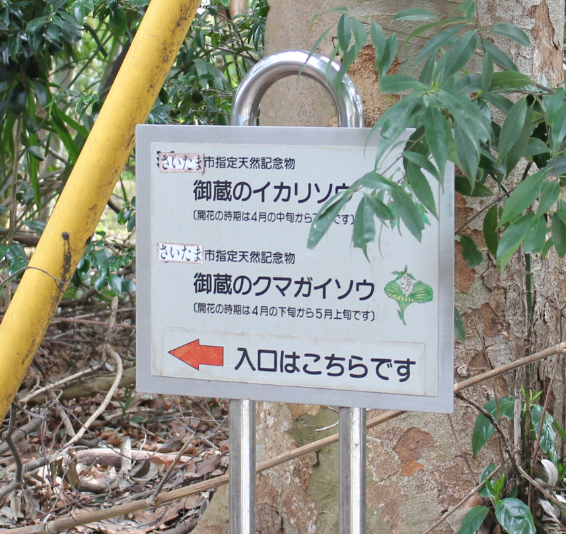 さいたま市指定天然記念物
御蔵のイカリソウ
(開花の時期は4月の中旬から下旬です)
さいたま市指定天然記念物
御蔵のクマガイソウ
(開花の時期は4月の下旬から5月上旬です)
入口はこちらです